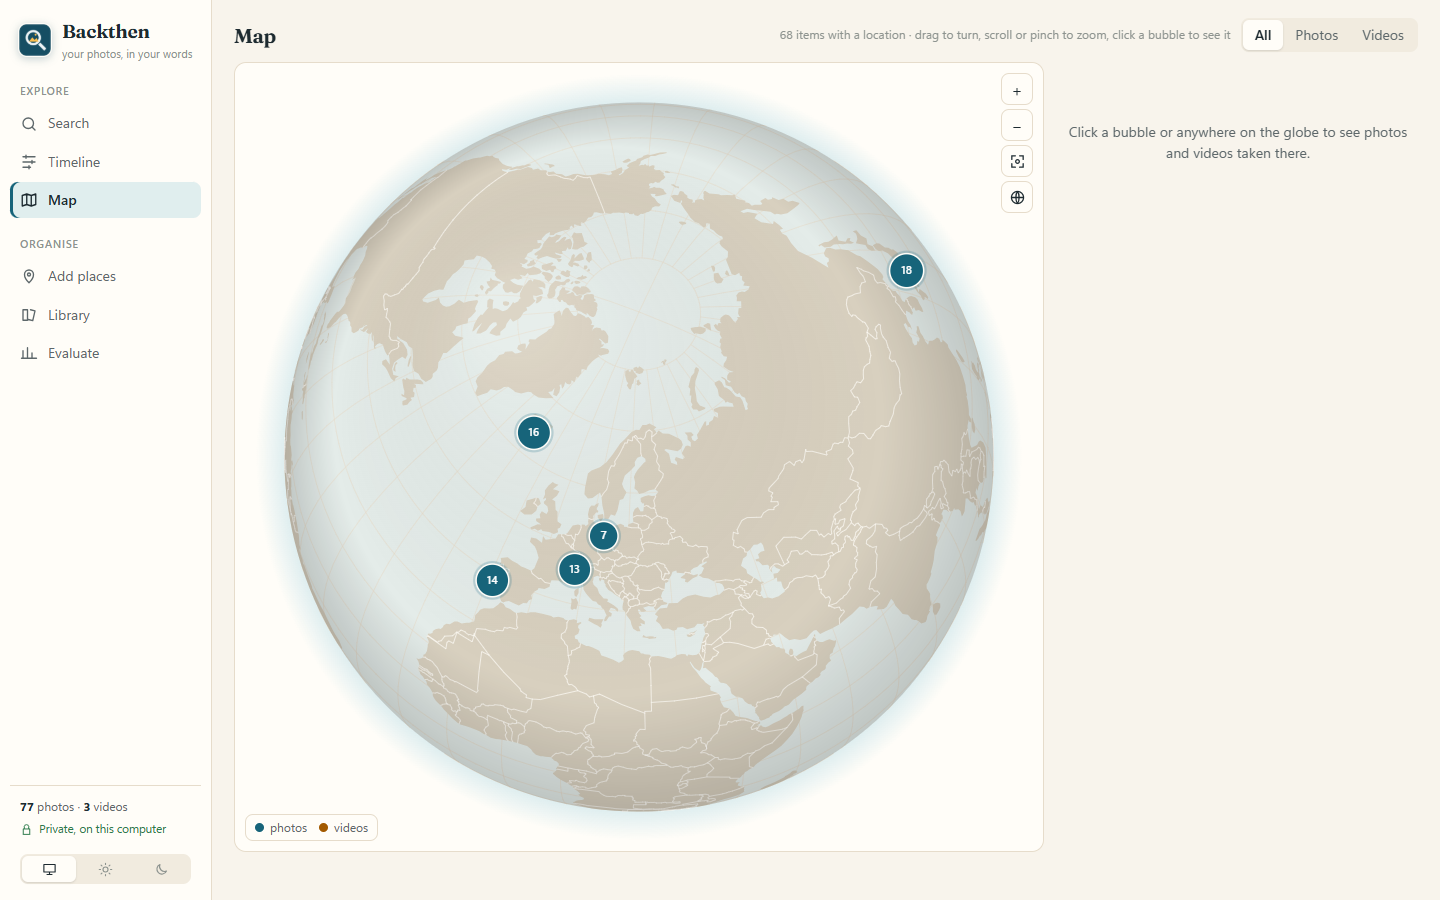 Backthen
your photos, in your words
EXPLORE
Search
Timeline
Map
ORGANISE
Add places
Library
Evaluate
77 photos · 3 videos
Private, on this computer
Map
68 items with a location · drag to turn, scroll or pinch to zoom, click a bubble to see it
All
Photos
Videos
+
−
18
16
7
13
14
photos
videos
Click a bubble or anywhere on the globe to see photos
and videos taken there.